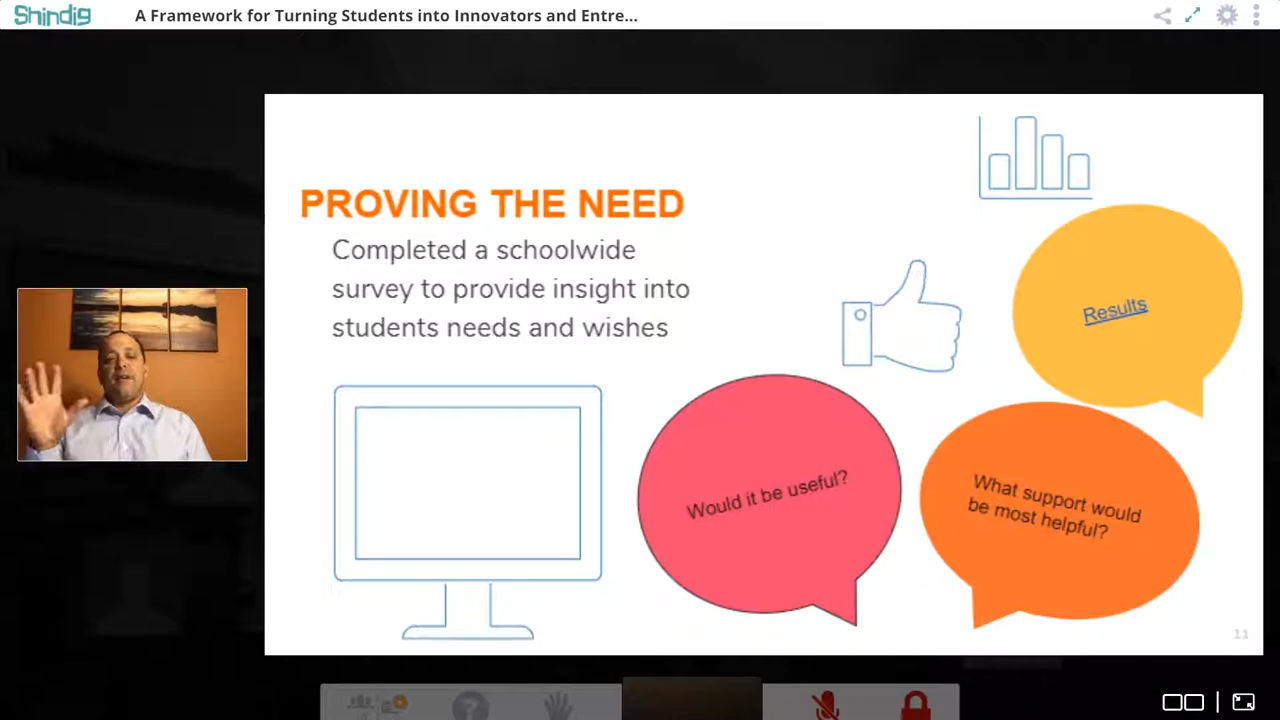 Shindig
A Framework for Turning Students into Innovators and Entre...
PROVING THE NEED
Completed a schoolwide
survey to provide insight into
students needs and wishes
Results
Would it be useful?
What support would
be most helpful?
11